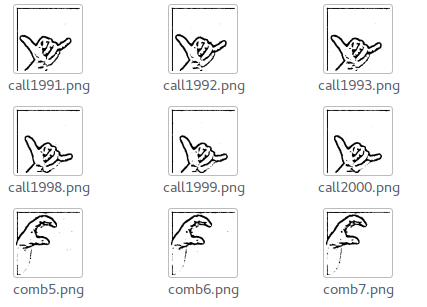 call1991.png call1992.png call1993.png
call1998.png call1999.png call2000.png
comb5.png comb6.png comb7.png